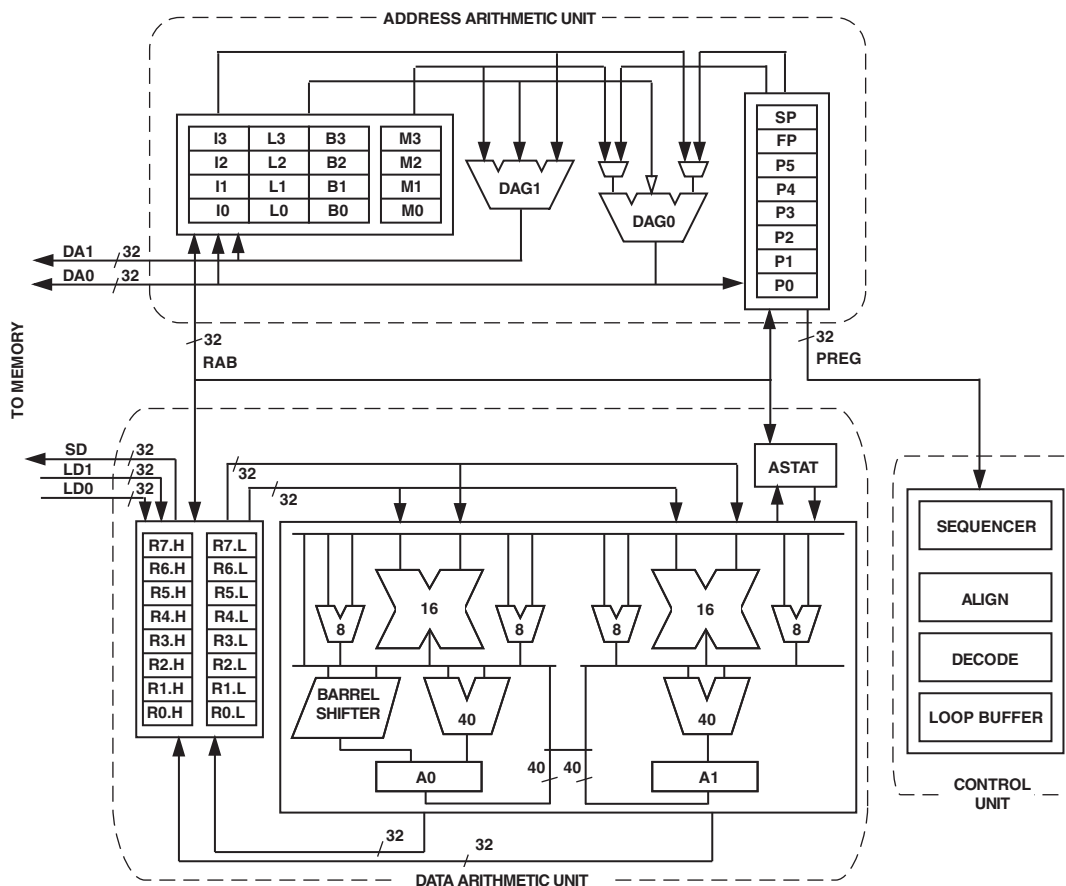 ADDRESS ARITHMETIC UNIT
I3 L3 B3 M3
I2 L2 B2 M2
I1 L1 B1 M1
I0 L0 B0 M0
DAG1
DAG0
SP
FP
P5
P4
P3
P2
P1
P0
DA1 32
DA0 32
32
RAB
32
PREG
TO MEMORY
SD 32
LD1 32
LD0 32
32
32
ASTAT
R7.H R7.L
R6.H R6.L
R5.H R5.L
R4.H R4.L
R3.H R3.L
R2.H R2.L
R1.H R1.L
R0.H R0.L
16
8
8
16
8
8
BARREL
SHIFTER
40
40
A0
40 40
A1
32
32
DATA ARITHMETIC UNIT
SEQUENCER
ALIGN
DECODE
LOOP BUFFER
CONTROL
UNIT